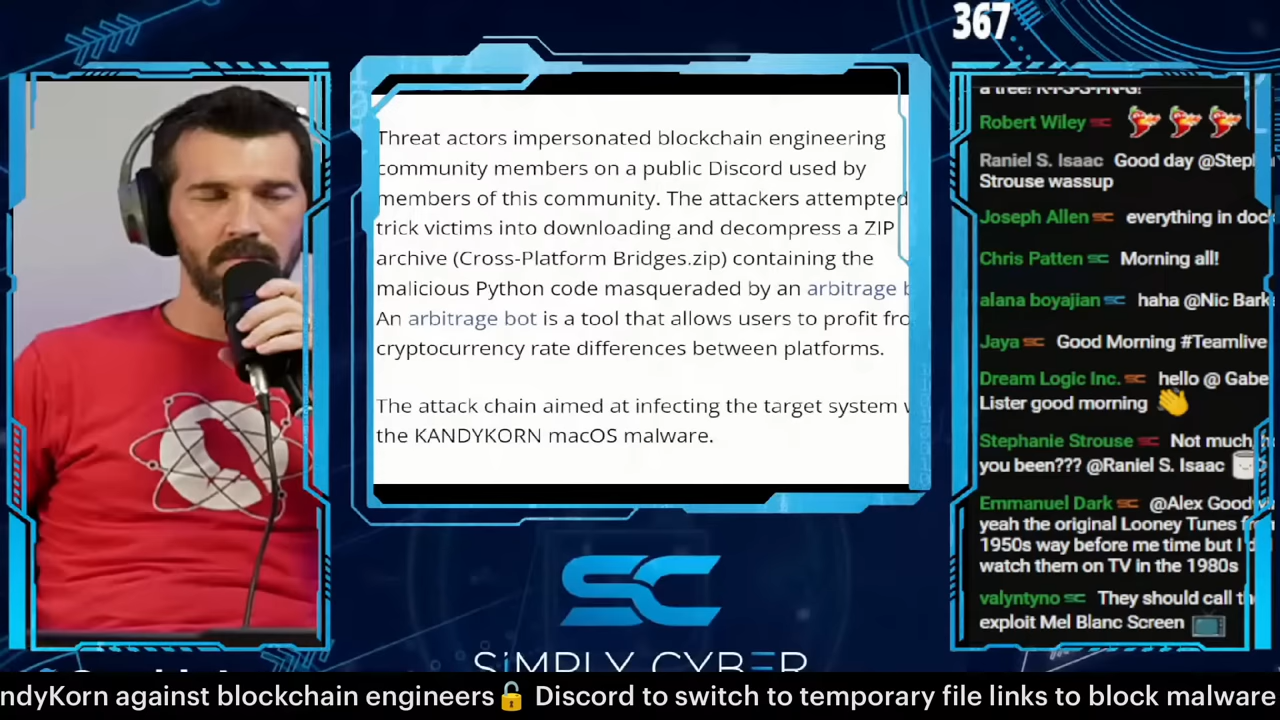 367
Threat actors impersonated blockchain engineering
community members on a public Discord used by
members of this community. The attackers attempted
trick victims into downloading and decompress a ZIP
archive (Cross-Platform Bridges.zip) containing the
malicious Python code masqueraded by an arbitrage
An arbitrage bot is a tool that allows users to profit
cryptocurrency rate differences between platforms.
The attack chain aimed at infecting the target system
the KANDYKORN macOS malware.
SC
SiMPLY CYBER
a tree! K-I-S-S-I-N-G!
Robert Wiley
Raniel S. Isaac Good day
Strouse wassup
Joseph Allen everything in
Chris Patten Morning all!
alana boyajian haha @Nic
Jaya Good Morning #Teamlive
Dream Logic Inc. hello @ Gabe
Lister good morning
Stephanie Strouse Not much,
you been??? @Raniel S. Isaac
Emmanuel Dark @Alex
yeah the original Looney Tunes
1950s way before me time but I
watch them on TV in the 1980s
valyntyno They should call
exploit Mel Blanc Screen
ndyKorn against blockchain engineers Discord to switch to temporary file links to block malware